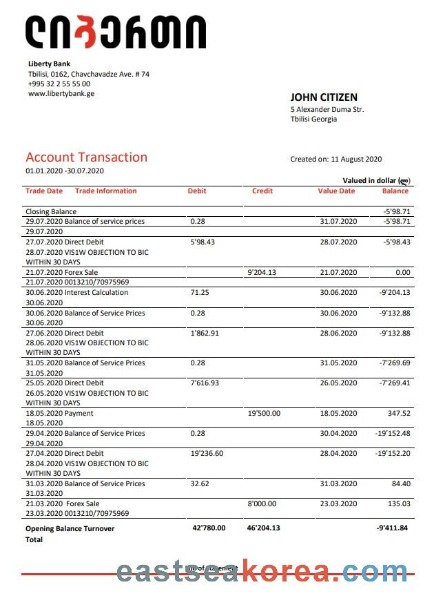 ლიბერთი
Liberty Bank
Tbilisi, 0162, Chavchavadze Ave. # 74
+995 32 2 55 55 00
www.libertybank.ge
JOHN CITIZEN
5 Alexander Duma Str.
Tbilisi Georgia
Account Transaction
Created on: 11 August 2020
01.01.2020 -30.07.2020
Valued in dollar
Trade Date Trade Information Debit Credit Value Date Balance
Closing Balance -5'98.71
29.07.2020 Balance of service prices 0.28 31.07.2020 -5'98.71
29.07.2020
27.07.2020 Direct Debit 5'98.43 28.07.2020 -5'98.43
28.07.2020 VIS1W OBJECTION TO BIC
WITHIN 30 DAYS
21.07.2020 Forex Sale 9'204.13 21.07.2020 0.00
21.07.2020 0013210/70975969
30.06.2020 Interest Calculation 71.25 30.06.2020 -9'204.13
30.06.2020
30.06.2020 Balance of Service Prices 0.28 30.06.2020 -9'132.88
30.06.2020
27.06.2020 Direct Debit 1'862.91 28.06.2020 -9'132.88
28.06.2020 VIS1W OBJECTION TO BIC
WITHIN 30 DAYS
31.05.2020 Balance of Service Prices 0.28 31.05.2020 -7'269.69
31.05.2020
25.05.2020 Direct Debit 7'616.93 26.05.2020 -7'269.41
26.05.2020 VIS1W OBJECTION TO BIC
WITHIN 30 DAYS
18.05.2020 Payment 19'500.00 18.05.2020 347.52
18.05.2020
29.04.2020 Balance of Service Prices 0.28 30.04.2020 -19'152.48
29.04.2020
27.04.2020 Direct Debit 19'236.60 28.04.2020 -19'152.20
28.04.2020 VIS1W OBJECTION TO BIC
WITHIN 30 DAYS
31.03.2020 Balance of Service Prices 32.62 31.03.2020 84.40
31.03.2020
21.03.2020 Forex Sale 8'000.00 23.03.2020 135.03
23.03.2020 0013210/70975969
Opening Balance Turnover 42'780.00 46'204.13 -9'411.84
Total
eastseakorea.com